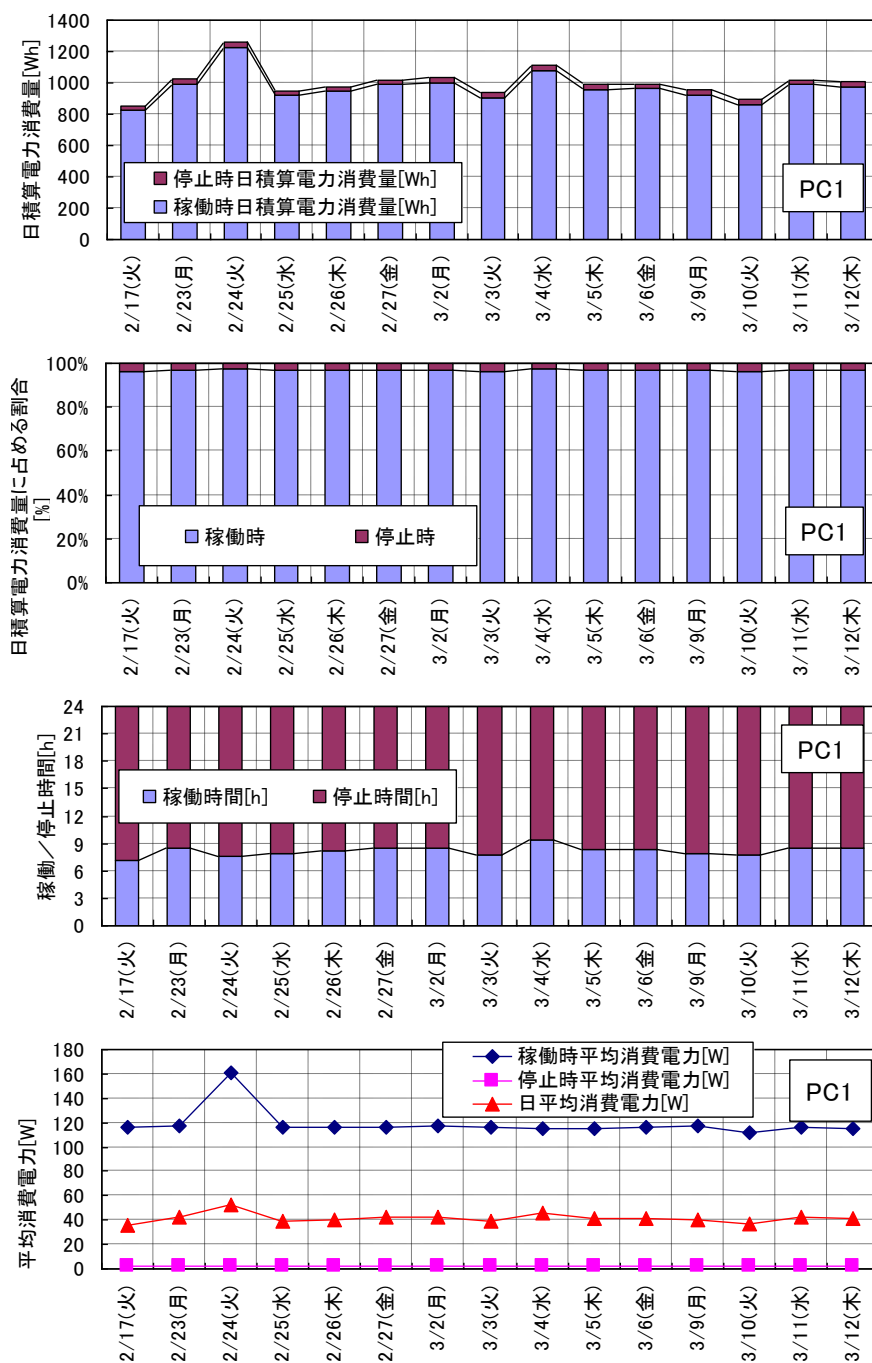 日積算電力消費量[Wh]
1400
1200
1000
800
600
400
200
0
停止時日積算電力消費量[Wh]
稼働時日積算電力消費量[Wh]
PC1
2/17(火)
2/23(月)
2/24(火)
2/25(水)
2/26(木)
2/27(金)
3/2(月)
3/3(火)
3/4(水)
3/5(木)
3/6(金)
3/9(月)
3/10(火)
3/11(水)
3/12(木)
日積算電力消費量に占める割合
[%]
100%
80%
60%
40%
20%
0%
稼働時 停止時
PC1
2/17(火)
2/23(月)
2/24(火)
2/25(水)
2/26(木)
2/27(金)
3/2(月)
3/3(火)
3/4(水)
3/5(木)
3/6(金)
3/9(月)
3/10(火)
3/11(水)
3/12(木)
稼働／停止時間[h]
24
21
18
15
12
9
6
3
0
稼働時間[h] 停止時間[h]
PC1
2/17(火)
2/23(月)
2/24(火)
2/25(水)
2/26(木)
2/27(金)
3/2(月)
3/3(火)
3/4(水)
3/5(木)
3/6(金)
3/9(月)
3/10(火)
3/11(水)
3/12(木)
平均消費電力[W]
180
160
140
120
100
80
60
40
20
0
稼働時平均消費電力[W]
停止時平均消費電力[W]
日平均消費電力[W]
PC1
2/17(火)
2/23(月)
2/24(火)
2/25(水)
2/26(木)
2/27(金)
3/2(月)
3/3(火)
3/4(水)
3/5(木)
3/6(金)
3/9(月)
3/10(火)
3/11(水)
3/12(木)